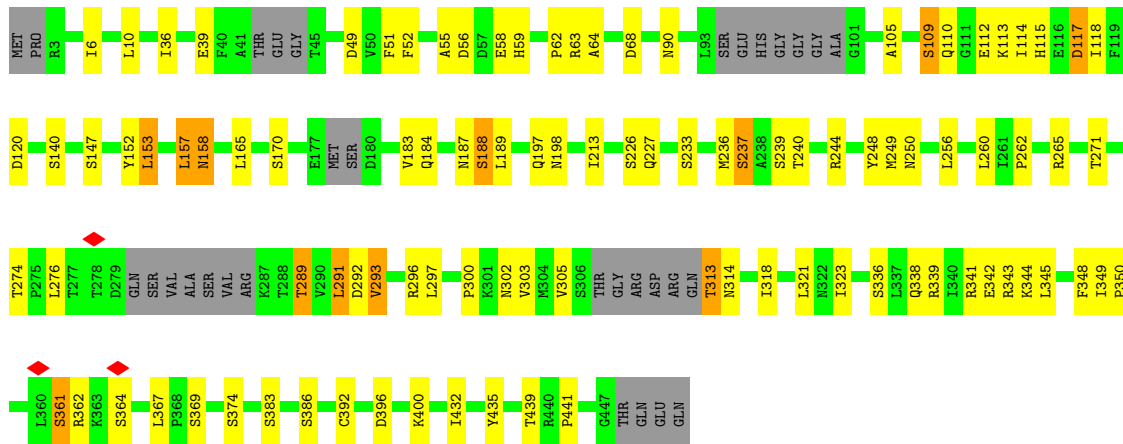 MET PRO R3 I6 L10 I36 E39 F40 A41 THR GLU GLY T45 D49 V50 F51 F52 A55 D56 D57 E58 H59 P62 R63 A64 D68 N90 L93 SER GLU HIS GLY GLY GLY ALA G101 A105 S109 Q110 G111 E112 K113 I114 H115 E116 D117 I118 F119
D120 S140 S147 Y152 L153 L157 N158 L165 S170 E177 MET SER D180 V183 Q184 N187 S188 L189 Q197 N198 I213 S226 Q227 S233 M236 S237 A238 S239 T240 R244 Y248 M249 N250 L256 L260 I261 P262 R265 T271
T274 P275 L276 T277 T278 D279 GLN SER VAL ALA SER VAL ARG K287 T288 T289 V290 L291 D292 V293 R296 L297 P300 K301 N302 V303 M304 V305 S306 THR GLY ARG ASP ARG GLN T313 N314 I318 L321 N322 I323 S336 L337 Q338 R339 I340 R341 E342 R343 K344 L345 F348 I349 P350
L360 S361 R362 K363 S364 L367 P368 S369 S374 S383 S386 C392 D396 K400 I432 Y435 T439 R440 P441 G447 THR GLN GLU GLN